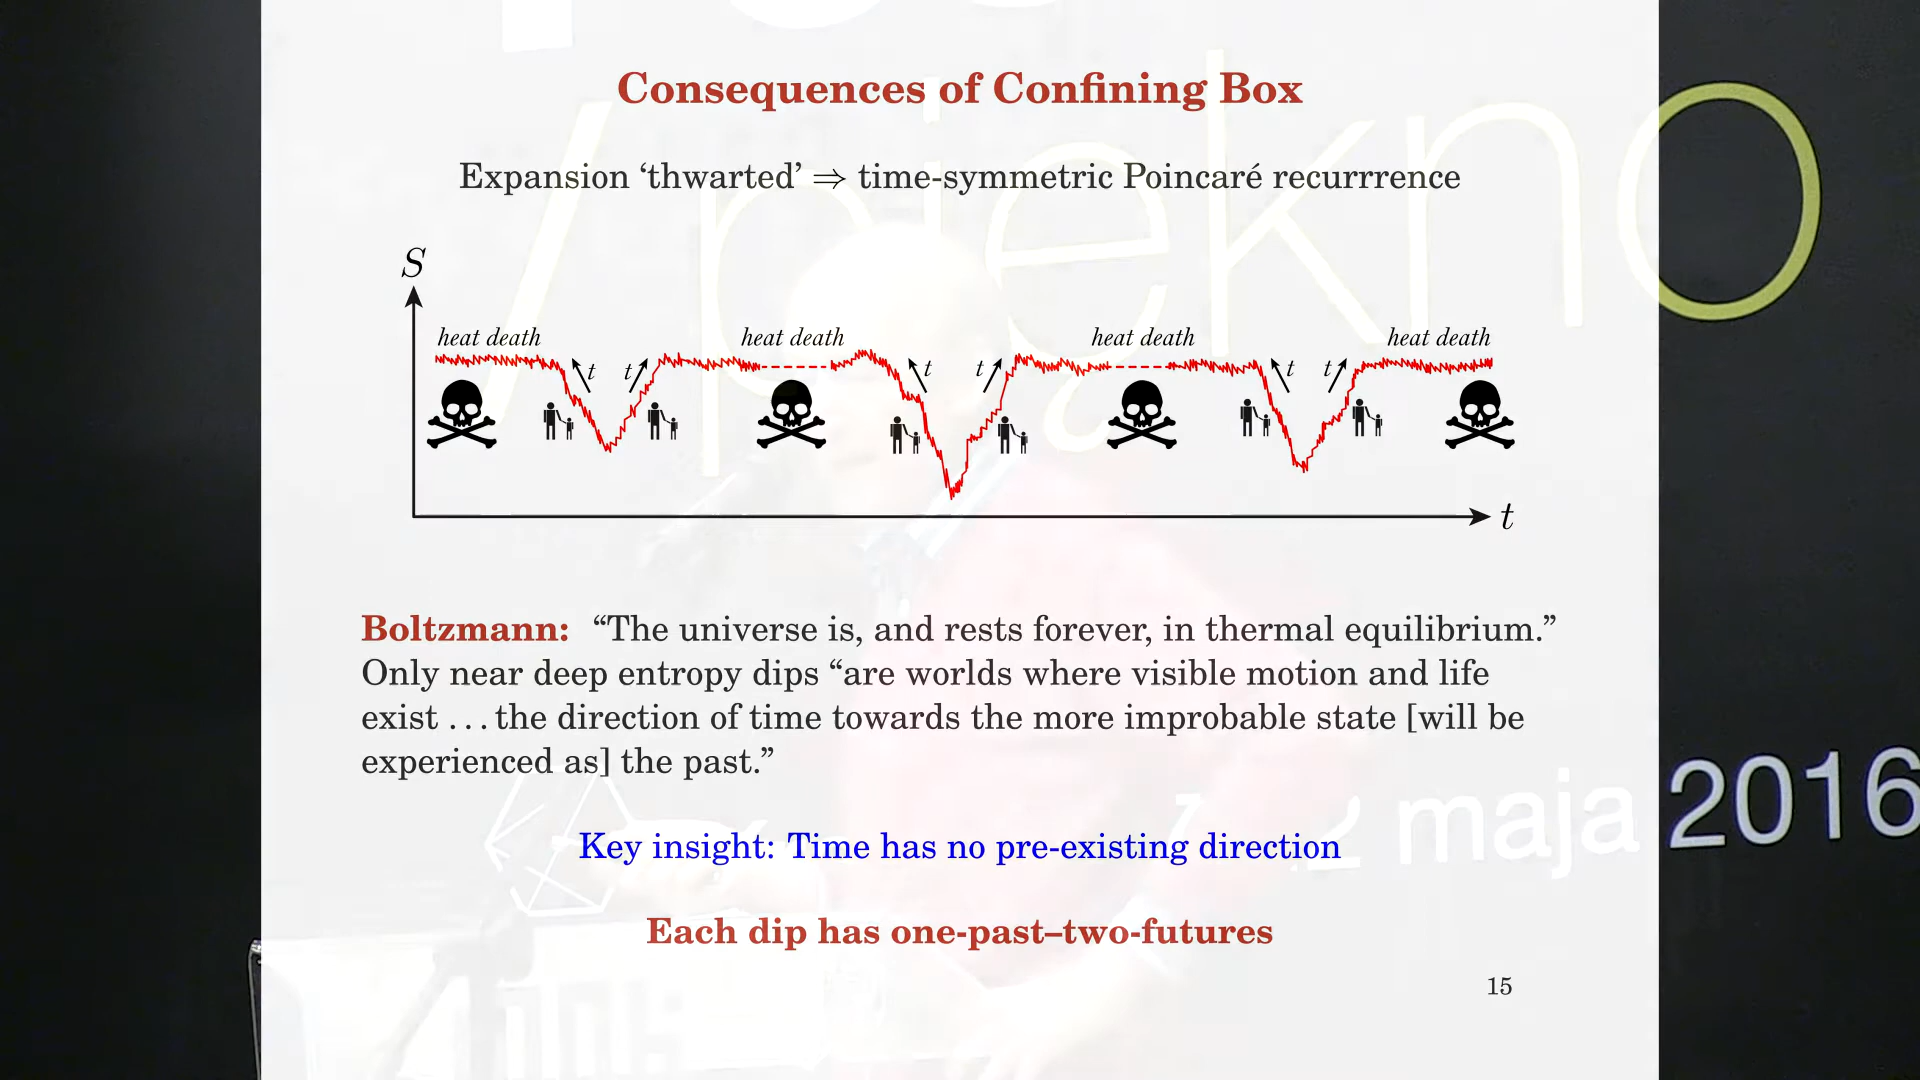 Consequences of Confining Box
Expansion ‘thwarted’ ⇒ time-symmetric Poincaré recurrrence
S
heat death heat death heat death heat death
t t t t t t
t
Boltzmann: “The universe is, and rests forever, in thermal equilibrium.”
Only near deep entropy dips “are worlds where visible motion and life
exist . . . the direction of time towards the more improbable state [will be
experienced as] the past.”
Key insight: Time has no pre-existing direction
Each dip has one-past–two-futures
15
/ piękno
2 maja 2016